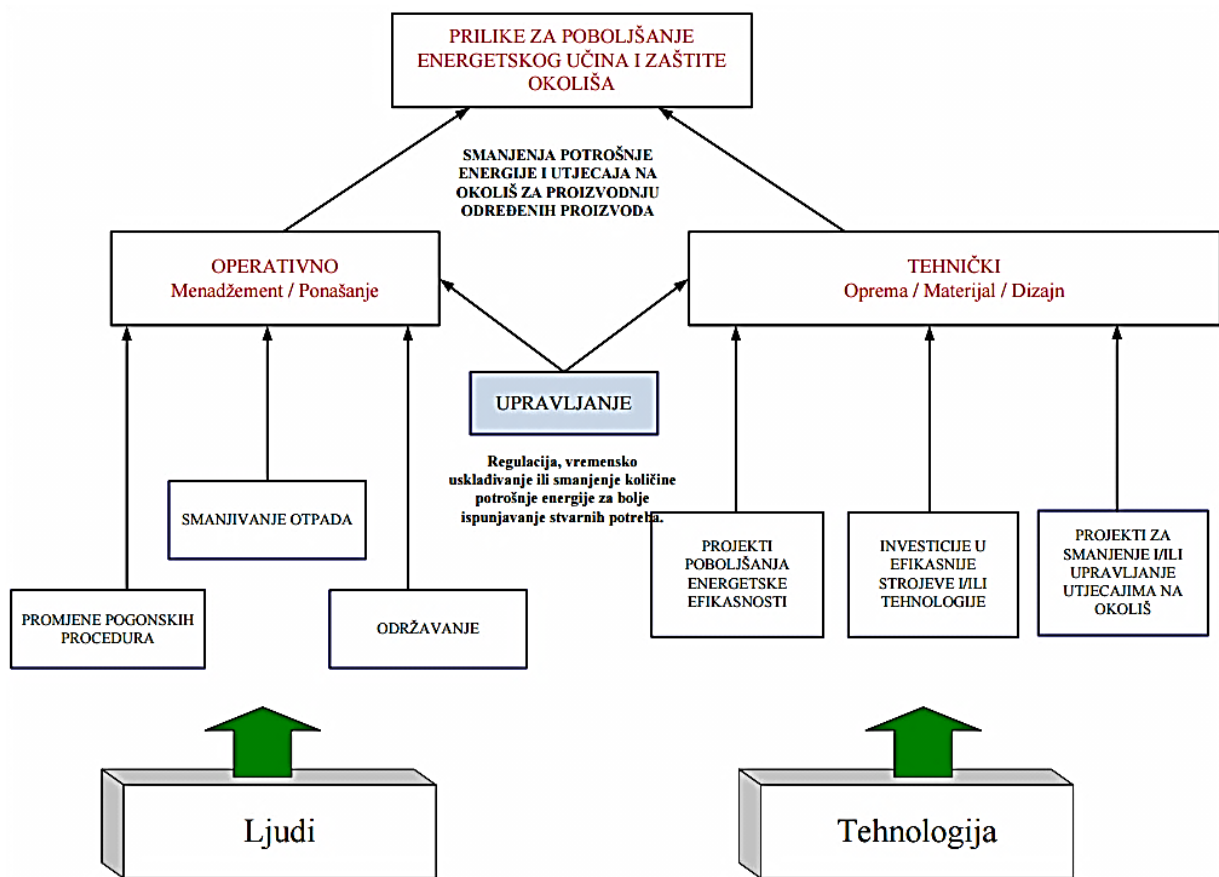 PRILIKE ZA POBOLJŠANJE
ENERGETSKOG UČINA I ZAŠTITE
OKOLIŠA
SMANJENJA POTROŠNJE
ENERGIJE I UTJECAJA NA
OKOLIŠ ZA PROIZVODNJU
ODREĐENIH PROIZVODA
OPERATIVNO
Menadžment / Ponašanje
TEHNIČKI
Oprema / Materijal / Dizajn
UPRAVLJANJE
Regulacija, vremensko
usklađivanje ili smanjenje količine
potrošnje energije za bolje
ispunjavanje stvarnih potreba.
SMANJIVANJE OTPADA
PROMJENE POGONSKIH
PROCEDURA
ODRŽAVANJE
PROJEKTI
POBOLJŠANJA
ENERGETSKE
EFIKASNOSTI
INVESTICIJE U
EFIKASNIJE
STROJEVE I/ILI
TEHNOLOGIJE
PROJEKTI ZA
SMANJENJE I/ILI
UPRAVLJANJE
UTJECAJIMA NA
OKOLIŠ
Ljudi
Tehnologija